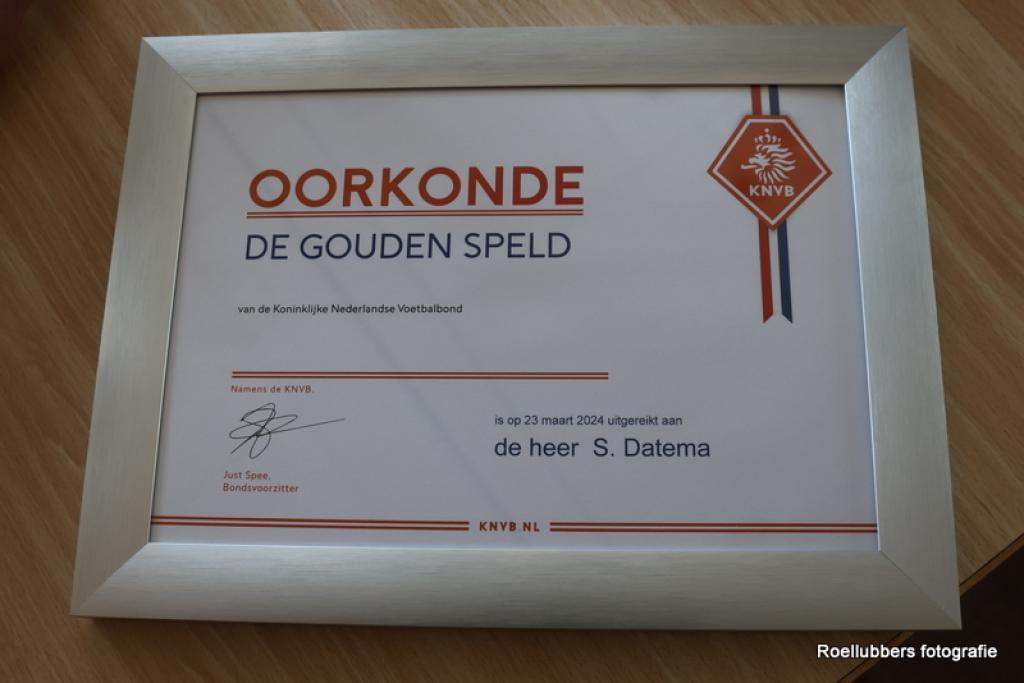 OORKONDE
KNVB
DE GOUDEN SPELD
van de Koninklijke Nederlandse Voetbalbond
Namens de KNVB.
is op 23 maart 2024 uitgereikt aan
de heer S. Datema
Just Spee,
Bondsvoorzitter
KNVB.NL
Roellubbers fotografie